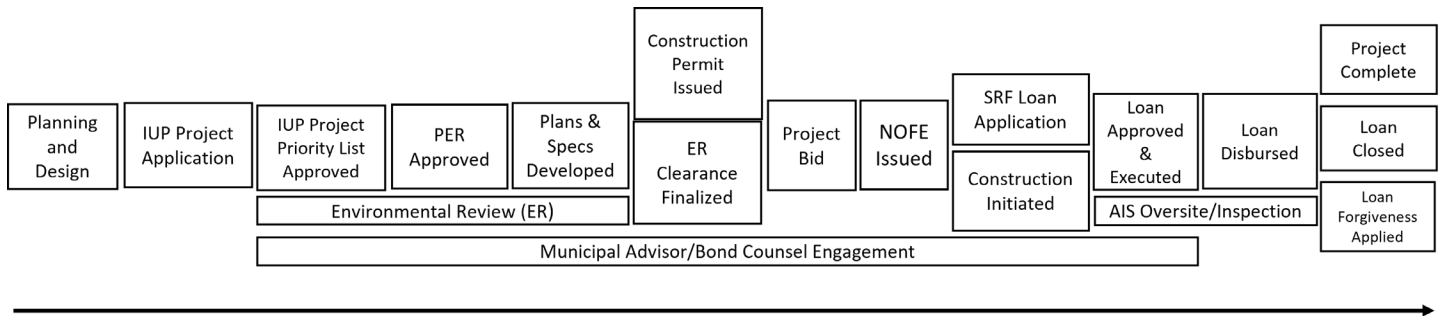 Planning
and
Design
IUP Project
Application
IUP Project
Priority List
Approved
PER
Approved
Plans &
Specs
Developed
Environmental Review (ER)
Construction
Permit
Issued
ER
Clearance
Finalized
Project
Bid
NOFE
Issued
SRF Loan
Application
Construction
Initiated
Loan
Approved
&
Executed
Loan
Disbursed
AIS Oversite/Inspection
Project
Complete
Loan
Closed
Loan
Forgiveness
Applied
Municipal Advisor/Bond Counsel Engagement